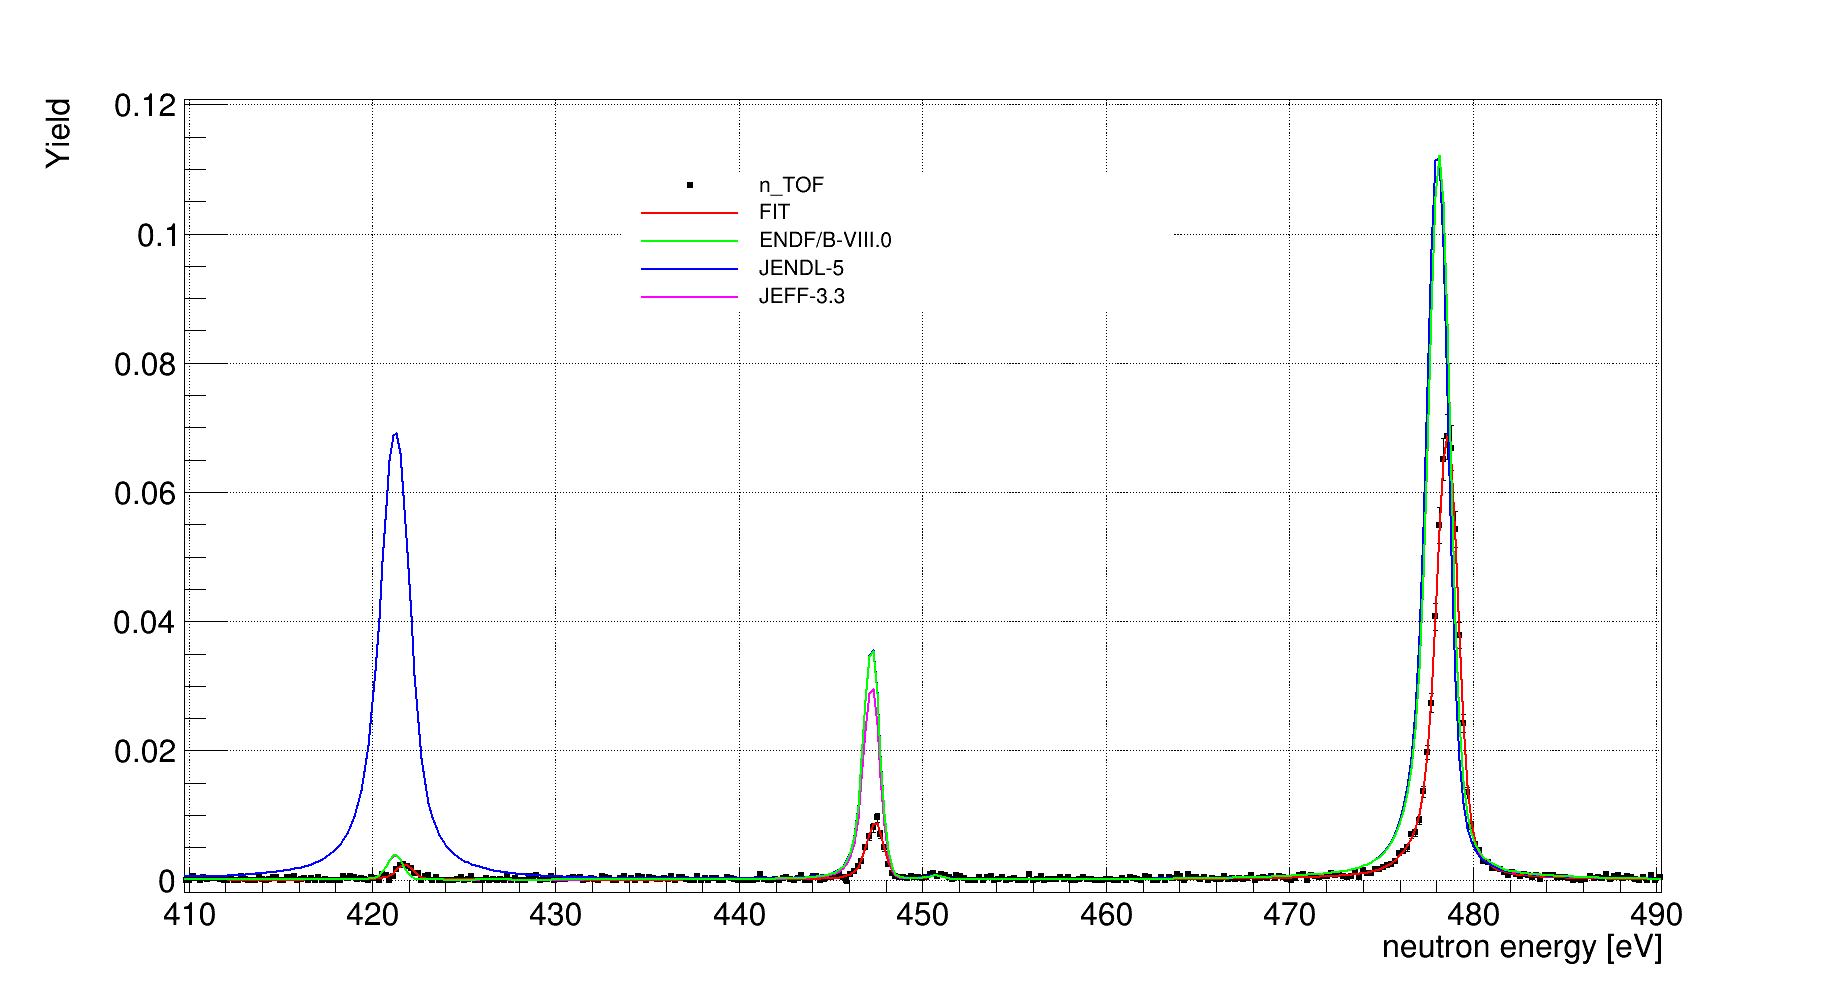 Yield
0.12
0.1
0.08
0.06
0.04
0.02
0
n_TOF
FIT
ENDF/B-VIII.0
JENDL-5
JEFF-3.3
410 420 430 440 450 460 470 480 490
neutron energy [eV]